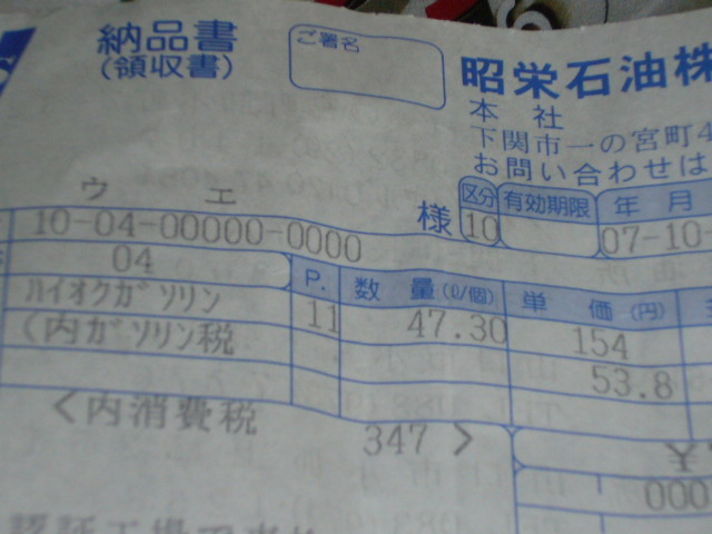 納品書
(領収書)
ご署名
昭栄石油株
本 社
下関市一の宮町4
お問い合わせは
ウ エ
様
区分 有効期限 年 月
10-04-00000-0000 10 07-10-
04 P. 数 量(ℓ/個) 単 価(円)
ハイオクガソリン 11 47.30 154
<内ガソリン税 53.8
<内消費税 347 >
¥
000